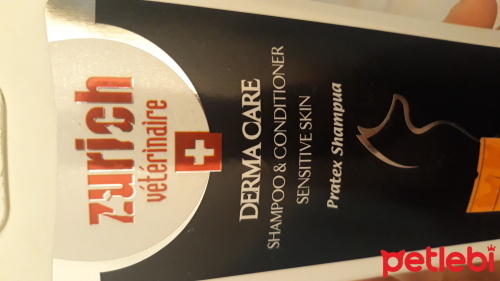 zurich
vétérinaire
DERMA CARE
SHAMPOO & CONDITIONER
SENSITIVE SKIN
Pratex Shampua
petlebi